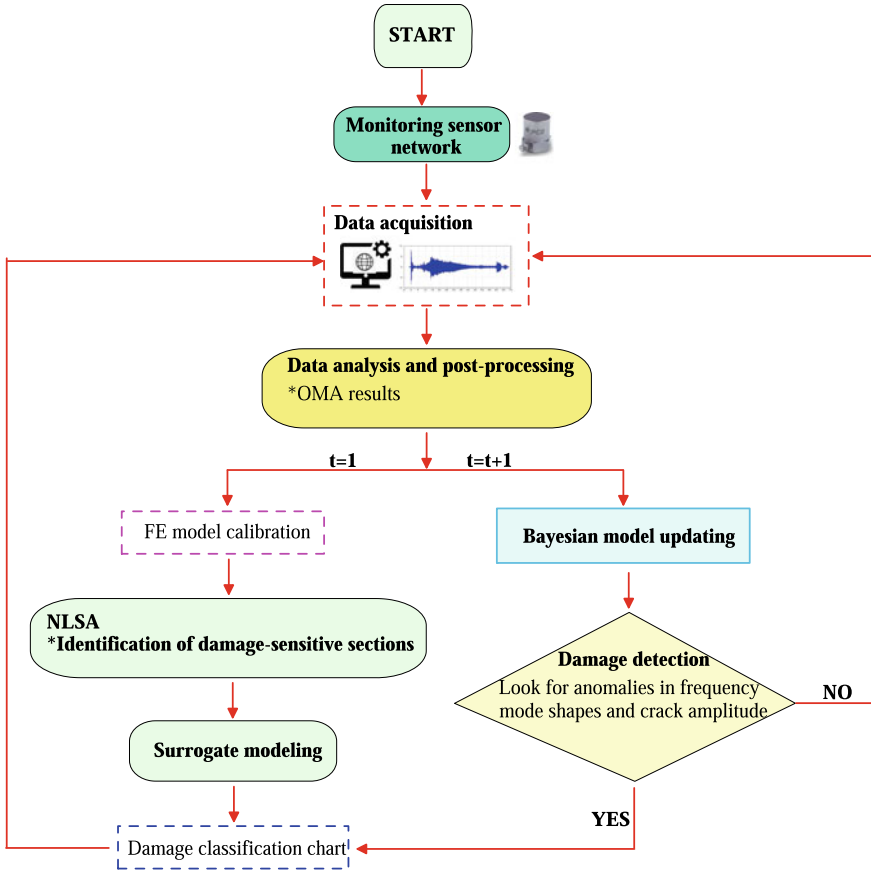 START
Monitoring sensor
network
Data acquisition
Data analysis and post-processing
*OMA results
t=1
t=t+1
FE model calibration
Bayesian model updating
NLSA
*Identification of damage-sensitive sections
Damage detection
Look for anomalies in frequency
mode shapes and crack amplitude
NO
Surrogate modeling
YES
Damage classification chart